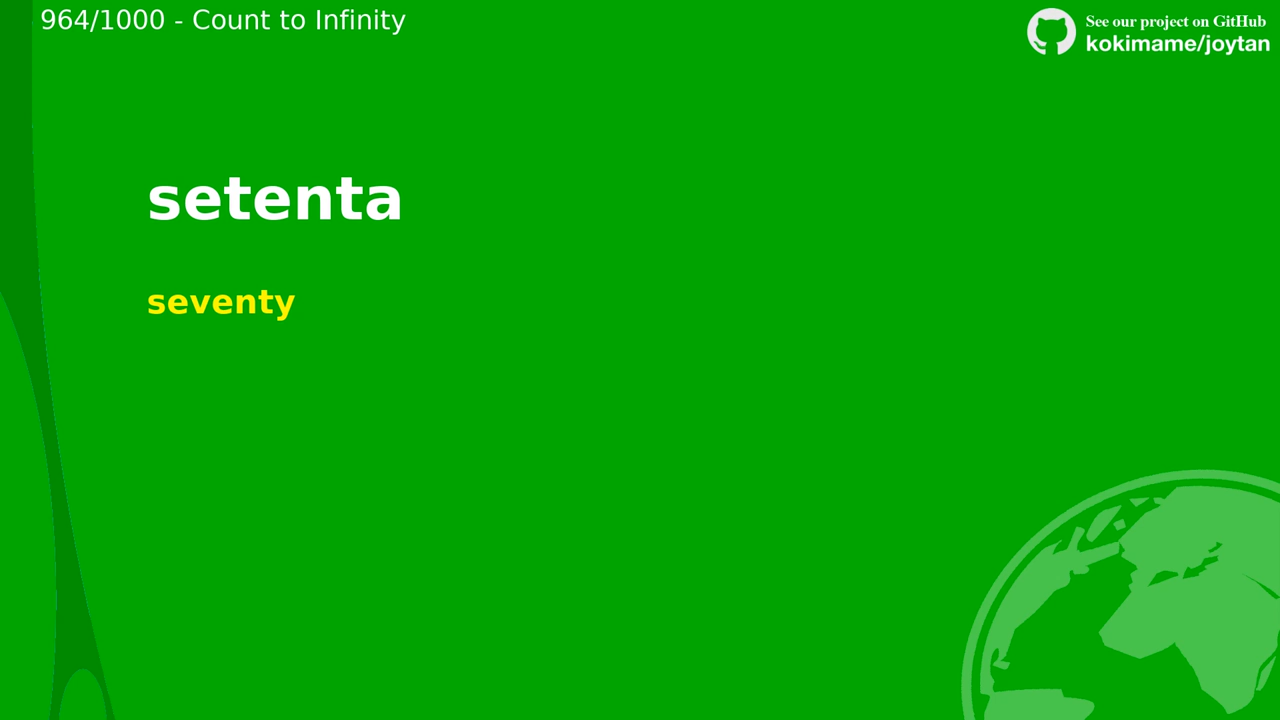 964/1000 - Count to Infinity
See our project on GitHub
kokimame/joytan
setenta
seventy